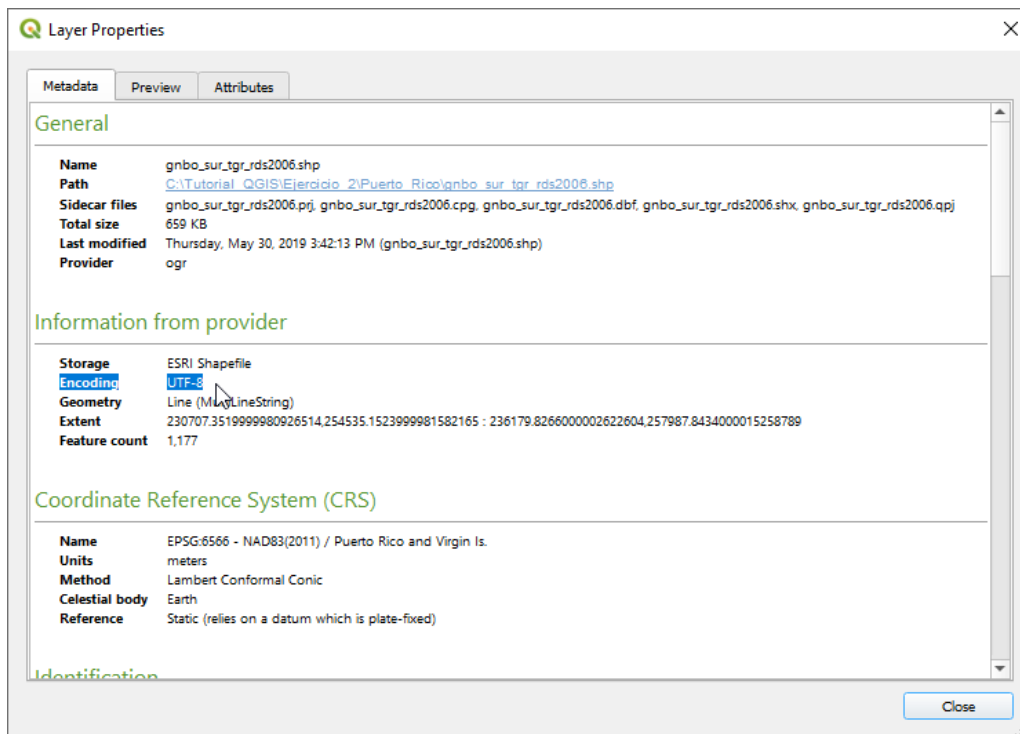 Layer Properties
Metadata Preview Attributes
General
Name gnbo_sur_tgr_rds2006.shp
Path C:\Tutorial_QGIS\Ejercicio_2\Puerto_Rico\gnbo_sur_tgr_rds2006.shp
Sidecar files gnbo_sur_tgr_rds2006.prj, gnbo_sur_tgr_rds2006.cpg, gnbo_sur_tgr_rds2006.dbf, gnbo_sur_tgr_rds2006.shx, gnbo_sur_tgr_rds2006.qpj
Total size 659 KB
Last modified Thursday, May 30, 2019 3:42:13 PM (gnbo_sur_tgr_rds2006.shp)
Provider ogr
Information from provider
Storage ESRI Shapefile
Encoding UTF-8
Geometry Line (MultiLineString)
Extent 230707.3519999980926514,254535.1523999981582165 : 236179.8266000002622604,257987.8434000015258789
Feature count 1,177
Coordinate Reference System (CRS)
Name EPSG:6566 - NAD83(2011) / Puerto Rico and Virgin Is.
Units meters
Method Lambert Conformal Conic
Celestial body Earth
Reference Static (relies on a datum which is plate-fixed)
Identification
Close